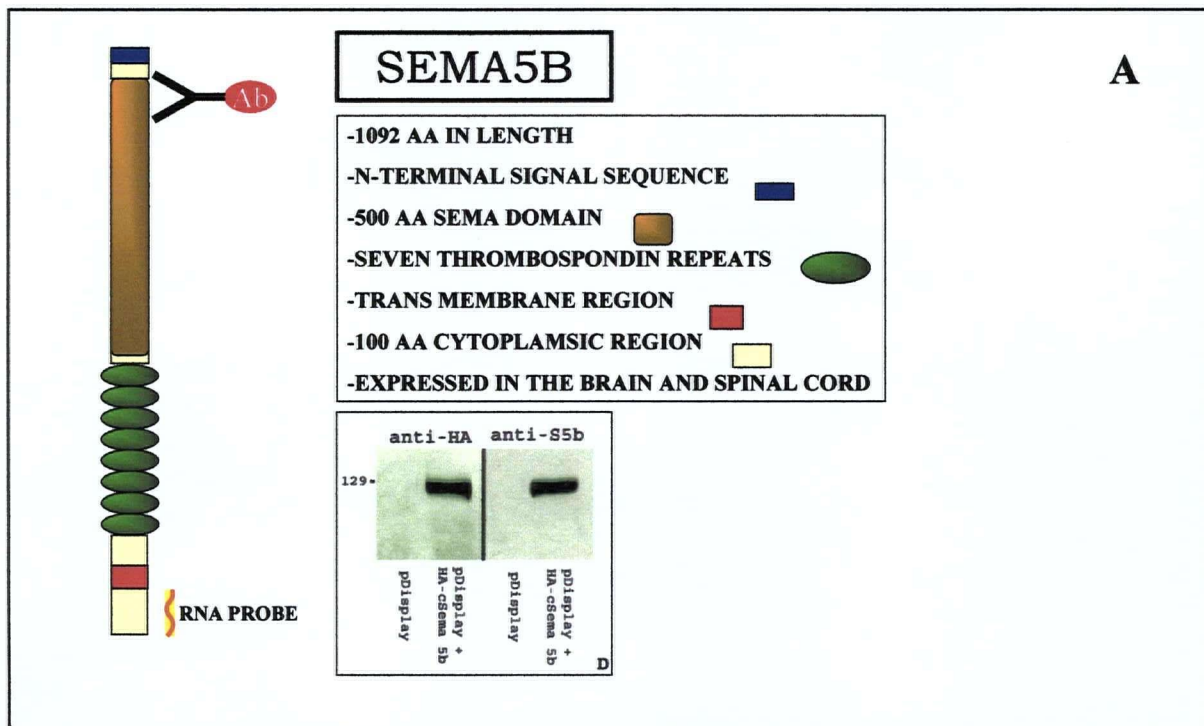 SEMA5B
A
Ab
-1092 AA IN LENGTH
-N-TERMINAL SIGNAL SEQUENCE
-500 AA SEMA DOMAIN
-SEVEN THROMBOSPONDIN REPEATS
-TRANS MEMBRANE REGION
-100 AA CYTOPLAMSIC REGION
-EXPRESSED IN THE BRAIN AND SPINAL CORD
anti-HA anti-S5b
129-
pDisplay
pDisplay +
HA-cSema 5b
pDisplay
pDisplay +
HA-cSema 5b
D
RNA PROBE